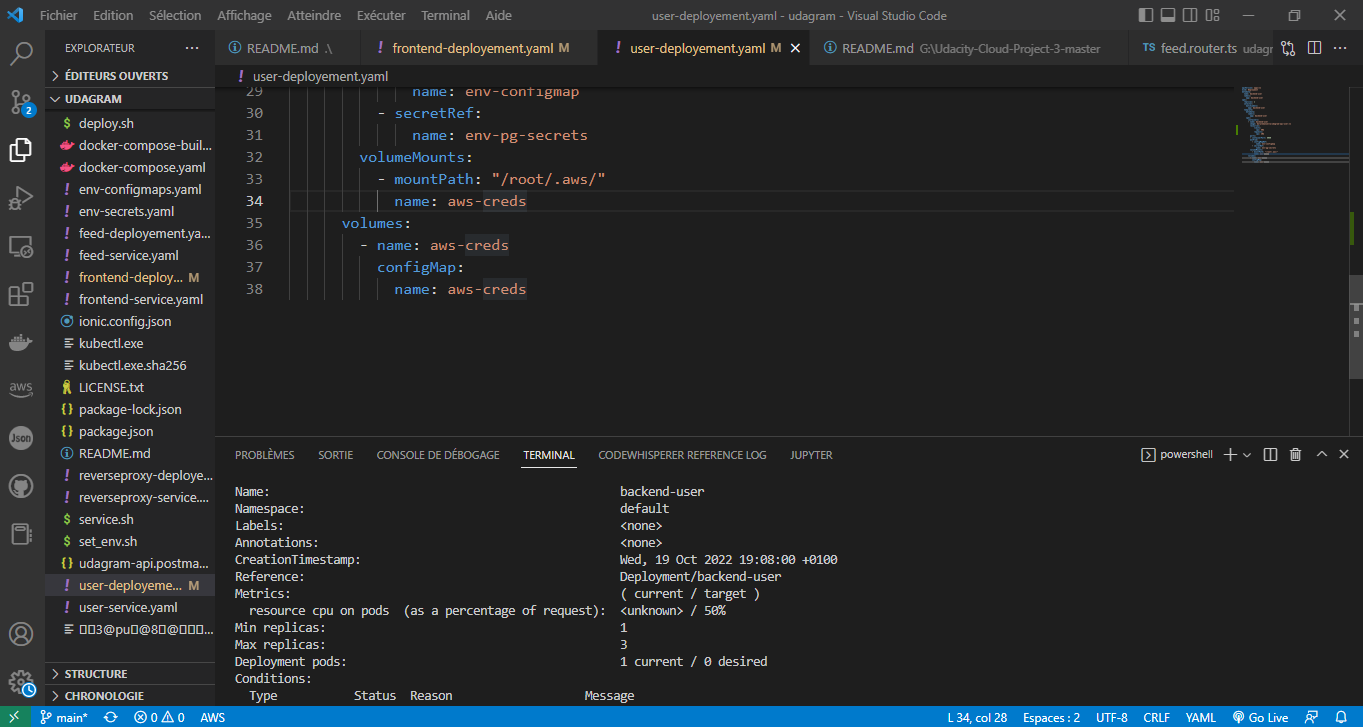 Fichier Edition Sélection Affichage Atteindre Exécuter Terminal Aide
user-deployement.yaml - udagram - Visual Studio Code
EXPLORATEUR ···
README.md .\
! frontend-deployement.yaml M
! user-deployement.yaml M
README.md G:\Udacity-Cloud-Project-3-master
TS feed.router.ts udagr
! user-deployement.yaml
ÉDITEURS OUVERTS
UDAGRAM
$ deploy.sh
docker-compose-buil...
docker-compose.yaml
! env-configmaps.yaml
! env-secrets.yaml
! feed-deployement.ya...
! feed-service.yaml
! frontend-deploy... M
! frontend-service.yaml
ionic.config.json
kubectl.exe
kubectl.exe.sha256
LICENSE.txt
{} package-lock.json
{} package.json
README.md
! reverseproxy-deploye...
! reverseproxy-service....
$ service.sh
$ set_env.sh
{} udagram-api.postma...
! user-deployeme... M
! user-service.yaml
3@pu□@8□@□□□...
STRUCTURE
CHRONOLOGIE
2
aws
Json
29 name: env-configmap
30 - secretRef:
31 name: env-pg-secrets
32 volumeMounts:
33 - mountPath: "/root/.aws/"
34 name: aws-creds
35 volumes:
36 - name: aws-creds
37 configMap:
38 name: aws-creds
PROBLÈMES SORTIE CONSOLE DE DÉBOGAGE TERMINAL CODEWHISPERER REFERENCE LOG JUPYTER
powershell
Name: backend-user
Namespace: default
Labels: <none>
Annotations: <none>
CreationTimestamp: Wed, 19 Oct 2022 19:08:00 +0100
Reference: Deployment/backend-user
Metrics: ( current / target )
resource cpu on pods (as a percentage of request): <unknown> / 50%
Min replicas: 1
Max replicas: 3
Deployment pods: 1 current / 0 desired
Conditions:
Type Status Reason Message
main* 0 0 AWS
L 34, col 28 Espaces : 2 UTF-8 CRLF YAML Go Live